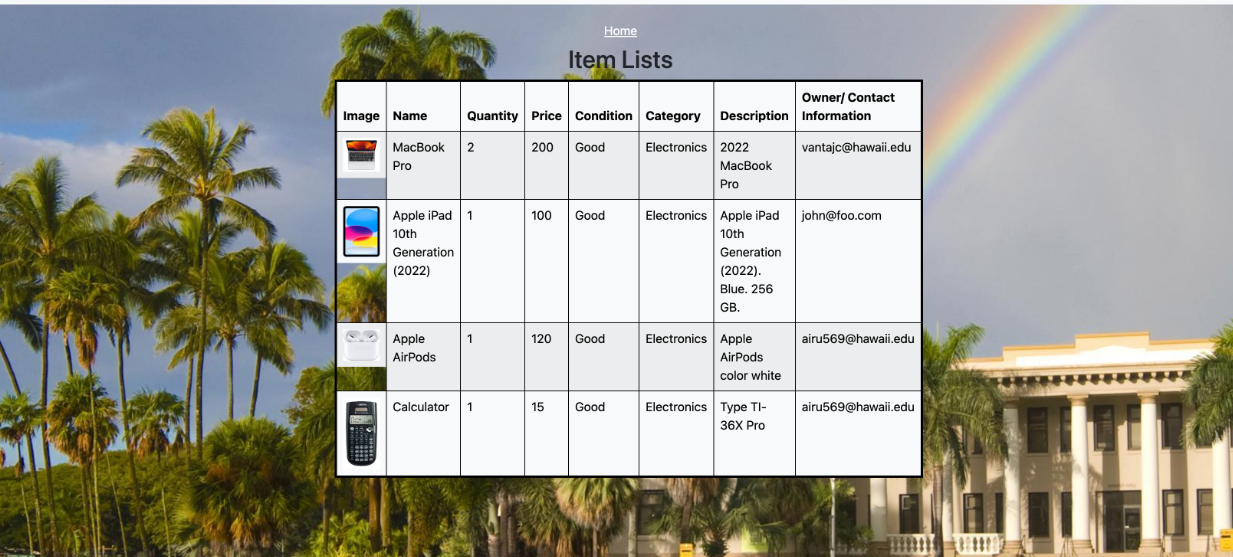 Home
Item Lists
Image Name Quantity Price Condition Category Description Owner/ Contact Information
MacBook Pro 2 200 Good Electronics 2022 MacBook Pro vantajc@hawaii.edu
Apple iPad 10th Generation (2022) 1 100 Good Electronics Apple iPad 10th Generation (2022). Blue. 256 GB. john@foo.com
Apple AirPods 1 120 Good Electronics Apple AirPods color white airu569@hawaii.edu
Calculator 1 15 Good Electronics Type TI-36X Pro airu569@hawaii.edu